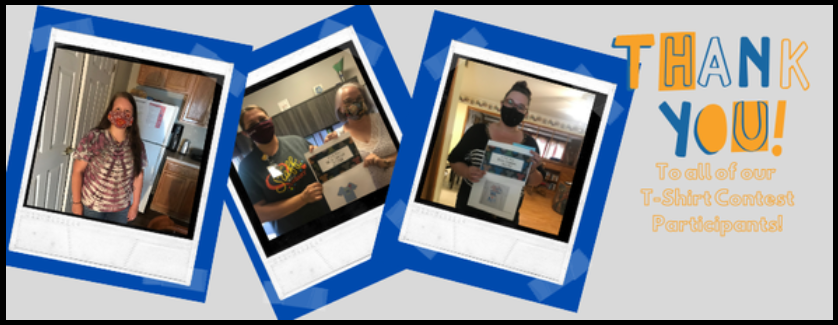 THANK
YOU!
To all of our
T-Shirt Contest
Participants!